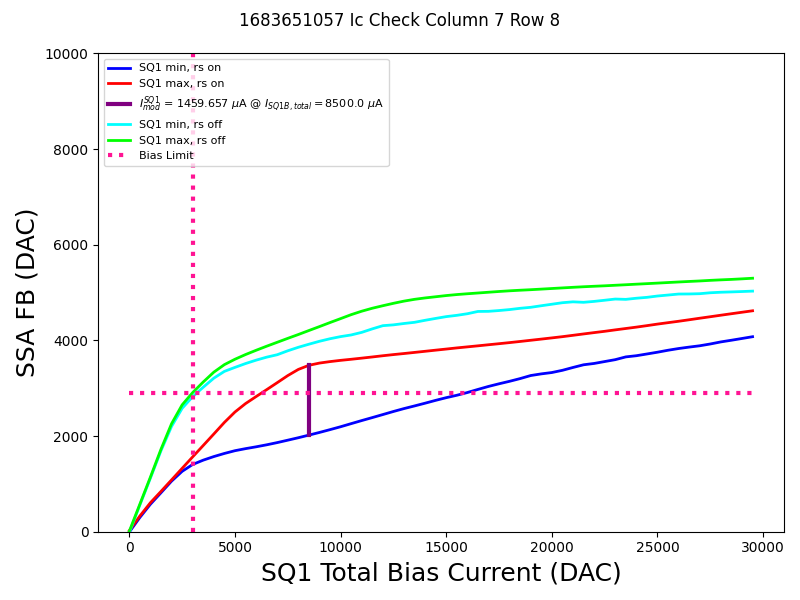 1683651057 Ic Check Column 7 Row 8
10000
8000
6000
4000
2000
0
SSA FB (DAC)
SQ1 min, rs on
SQ1 max, rs on
I_{mod}^{SQ1} = 1459.657 μA @ I_{SQ1B, total} = 8500.0 μA
SQ1 min, rs off
SQ1 max, rs off
Bias Limit
0 5000 10000 15000 20000 25000 30000
SQ1 Total Bias Current (DAC)